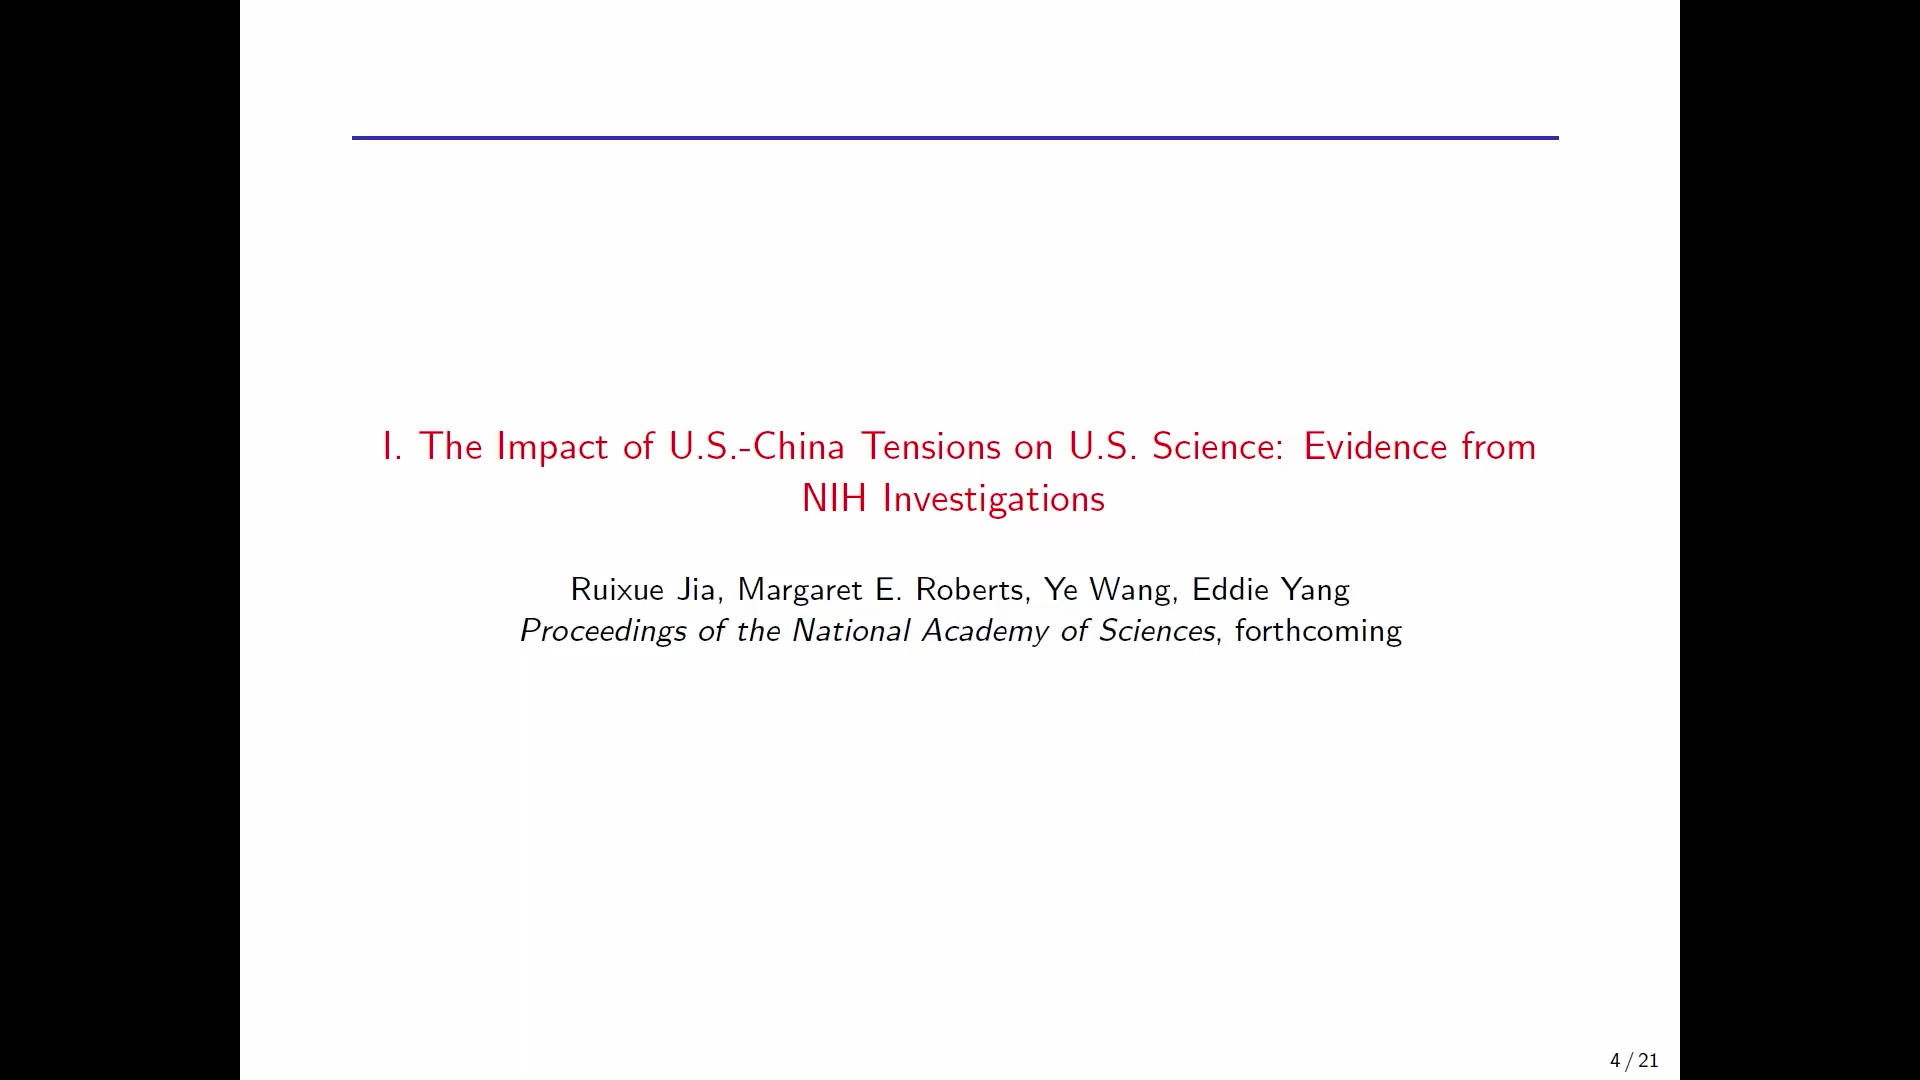 I. The Impact of U.S.-China Tensions on U.S. Science: Evidence from
NIH Investigations
Ruixue Jia, Margaret E. Roberts, Ye Wang, Eddie Yang
Proceedings of the National Academy of Sciences, forthcoming
4 / 21